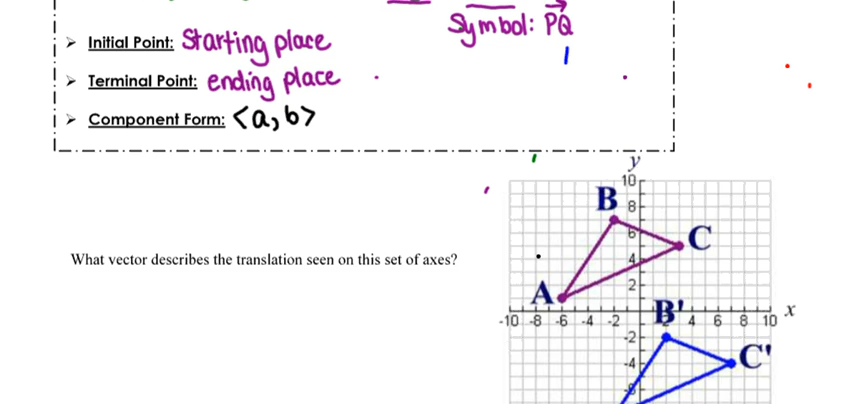 Symbol: PQ
➤ Initial Point: Starting place
➤ Terminal Point: ending place
➤ Component Form: <a, b>
What vector describes the translation seen on this set of axes?
y
10
B
8
6
C
4
2
A
B'
x
-10 -8 -6 -4 -2 4 6 8 10
-2
C'
-4